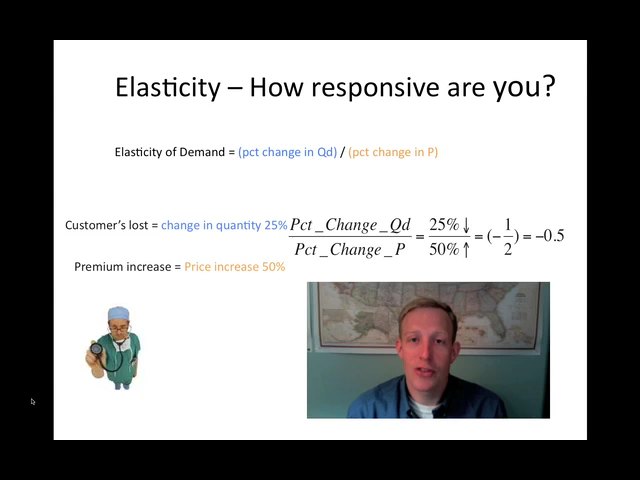 Elasticity – How responsive are you?
Elasticity of Demand = (pct change in Qd) / (pct change in P)
Customer's lost = change in quantity 25%
Pct_Change_Qd / Pct_Change_P = 25%↓ / 50%↑ = (-1/2) = -0.5
Premium increase = Price increase 50%